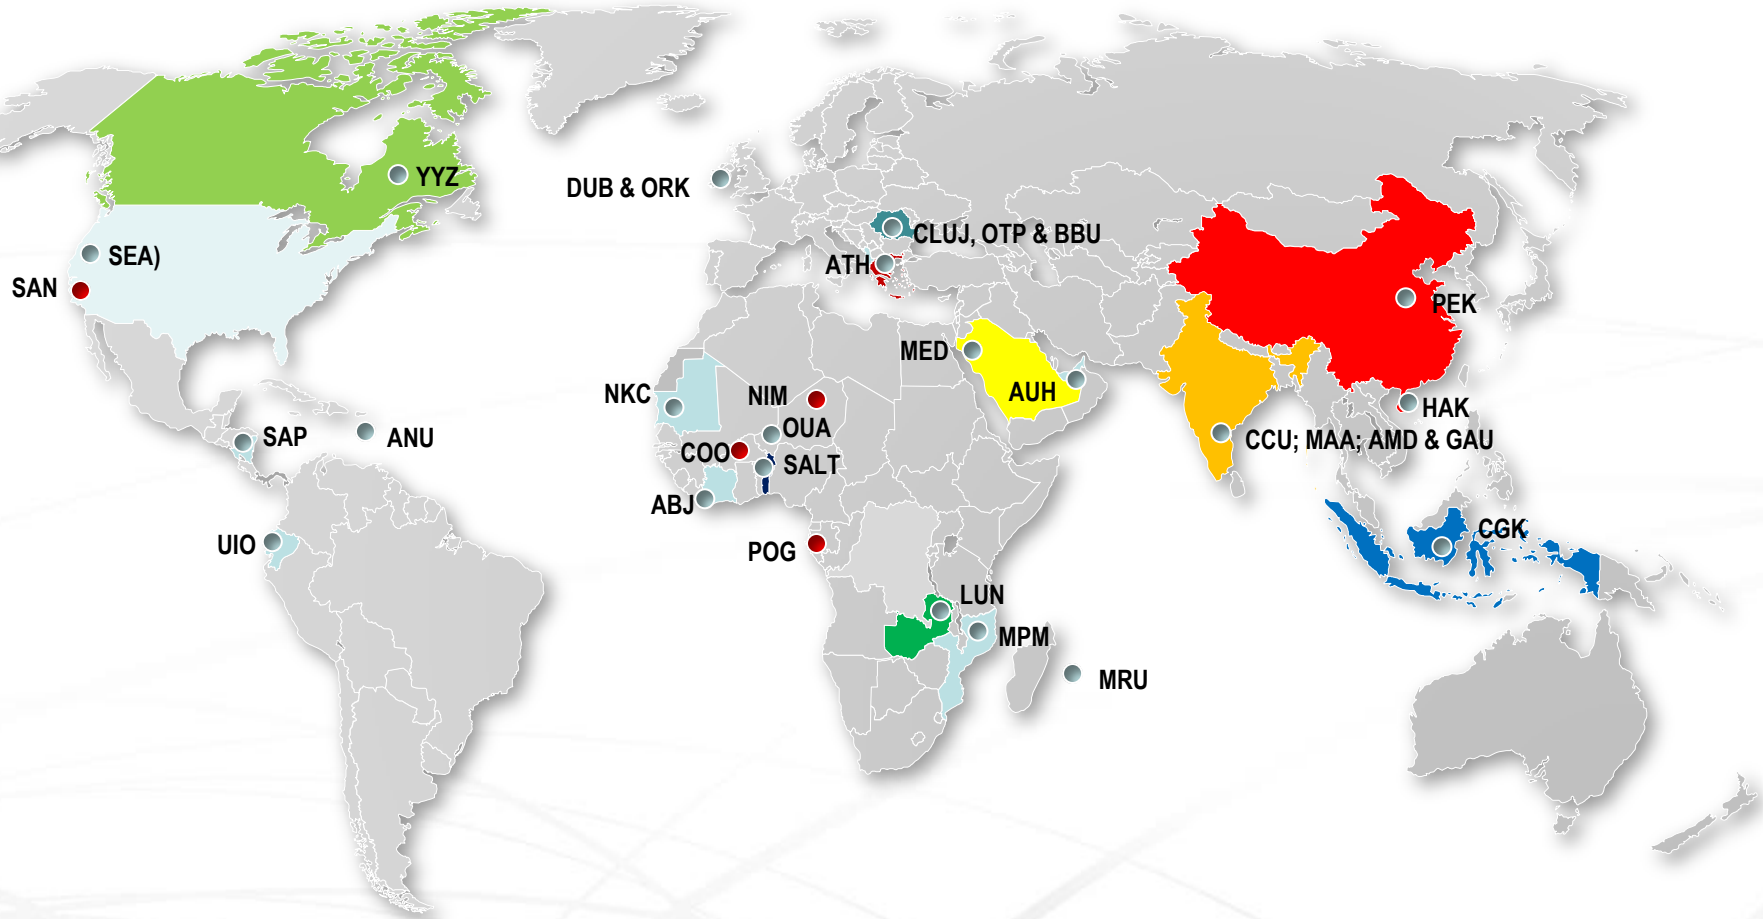 YYZ
DUB & ORK
CLUJ, OTP & BBU
SEA)
ATH
SAN
PEK
MED
NKC
NIM
AUH
HAK
SAP
ANU
OUA
CCU; MAA; AMD & GAU
COO
SALT
ABJ
CGK
UIO
POG
LUN
MPM
MRU